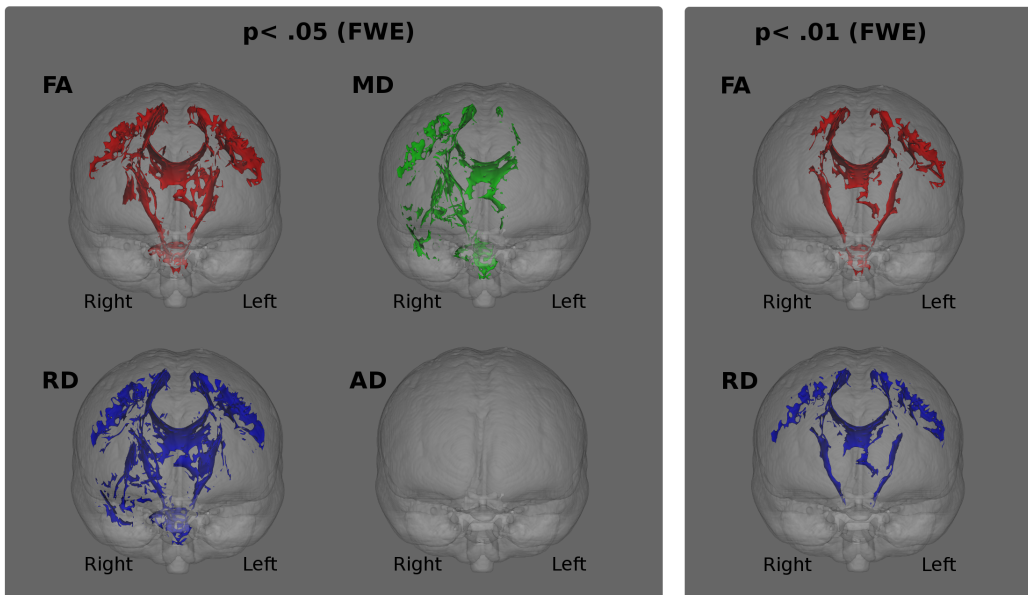 p< .05 (FWE)
p< .01 (FWE)
FA
MD
FA
Right
Left
Right
Left
Right
Left
RD
AD
RD
Right
Left
Right
Left
Right
Left